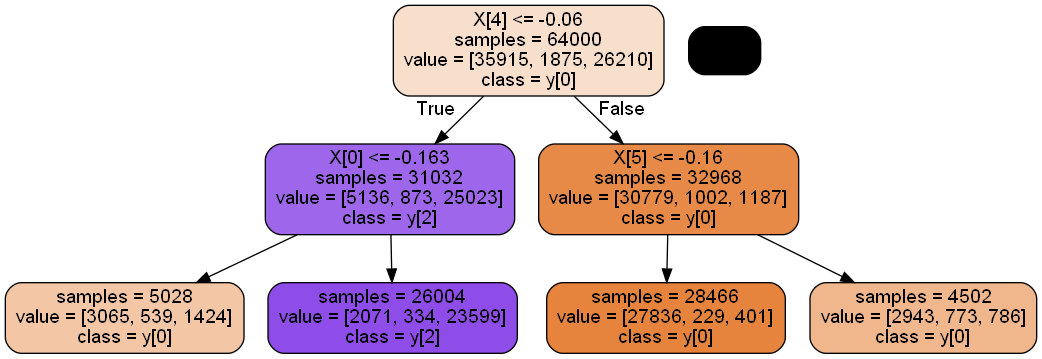 X[4] <= -0.06
samples = 64000
value = [35915, 1875, 26210]
class = y[0]
True
False
X[0] <= -0.163
samples = 31032
value = [5136, 873, 25023]
class = y[2]
X[5] <= -0.16
samples = 32968
value = [30779, 1002, 1187]
class = y[0]
samples = 5028
value = [3065, 539, 1424]
class = y[0]
samples = 26004
value = [2071, 334, 23599]
class = y[2]
samples = 28466
value = [27836, 229, 401]
class = y[0]
samples = 4502
value = [2943, 773, 786]
class = y[0]